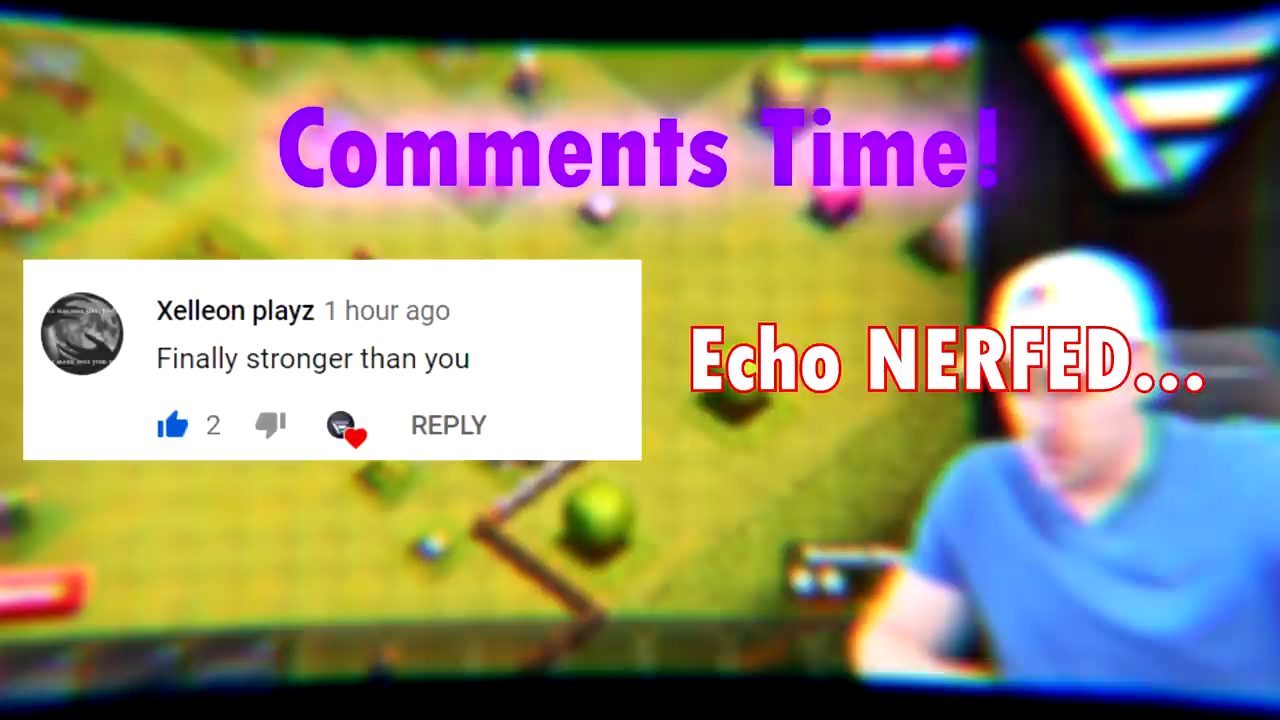 Comments Time!
Xelleon playz 1 hour ago
Finally stronger than you
2 REPLY
Echo NERFED...